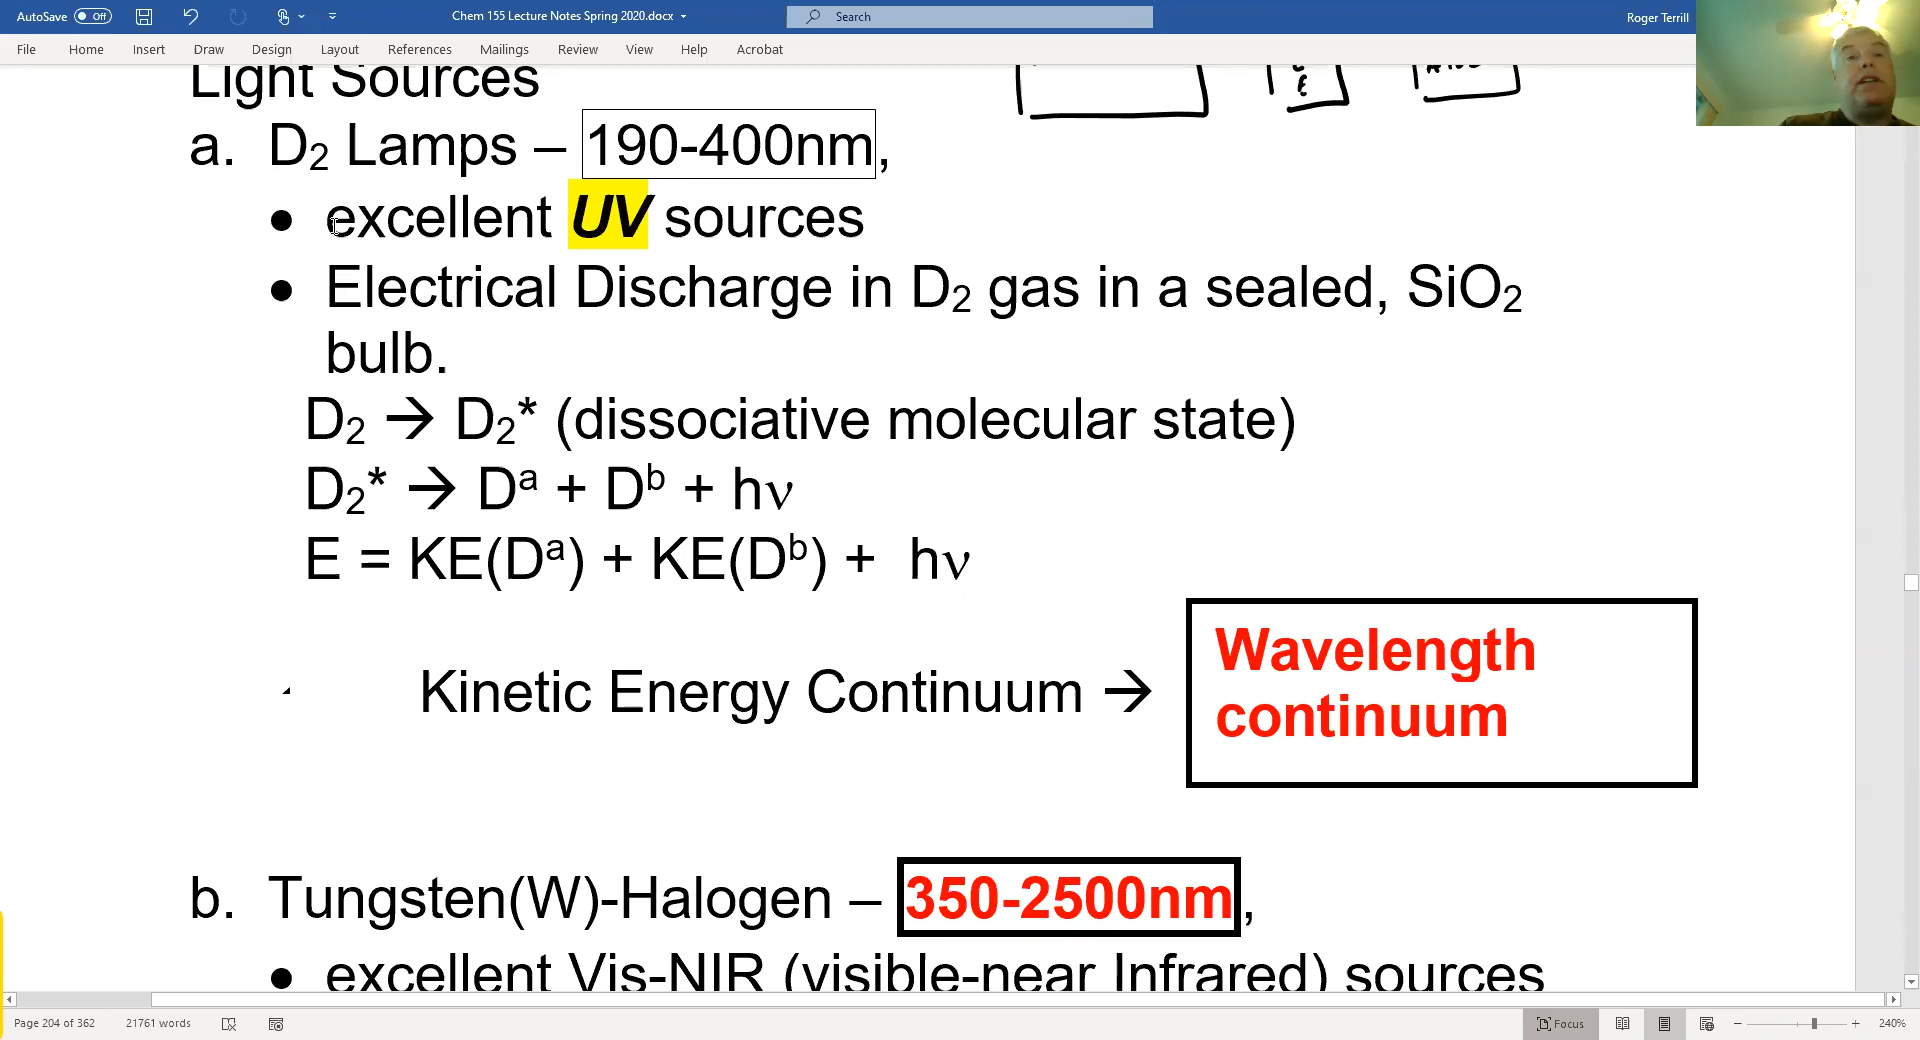 AutoSave Off Chem 155 Lecture Notes Spring 2020.docx Search Roger Terrill
File Home Insert Draw Design Layout References Mailings Review View Help Acrobat
Light Sources
a. D₂ Lamps – 190-400nm,
● excellent UV sources
● Electrical Discharge in D₂ gas in a sealed, SiO₂
bulb.
D₂ → D₂* (dissociative molecular state)
D₂* → Dᵃ + Dᵇ + hν
E = KE(Dᵃ) + KE(Dᵇ) + hν
Kinetic Energy Continuum →
Wavelength
continuum
b. Tungsten(W)-Halogen – 350-2500nm,
● excellent Vis-NIR (visible-near Infrared) sources
Page 204 of 362 21761 words Focus 240%